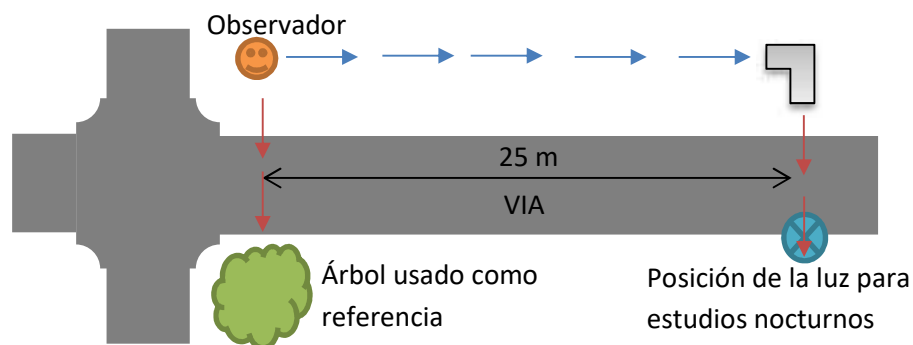 Observador
25 m
VIA
Árbol usado como
referencia
Posición de la luz para
estudios nocturnos